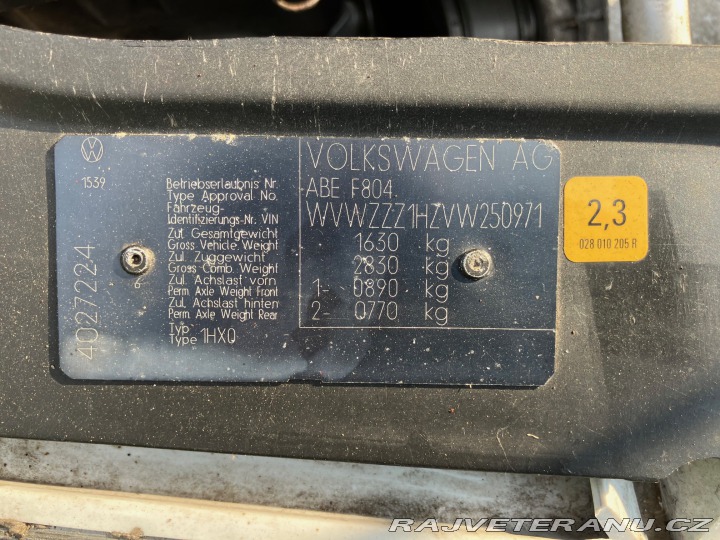 1539
4027224
Betriebserlaubnis Nr.
Type Approval No.
Fahrzeug-
Identifizierungs-Nr. VIN
Zul. Gesamtgewicht
Gross Vehicle Weight
Zul. Zuggewicht
Gross Comb. Weight
Zul. Achslast vorn
Perm. Axle Weight Front
Zul. Achslast hinten
Perm. Axle Weight Rear
Typ
Type 1HX0
VOLKSWAGEN AG
ABE F804
WVWZZZ1HZVW250971
1630 kg
2830 kg
1- 0890 kg
2- 0770 kg
2,3
028 010 205 R
RAJVETERANU.CZ